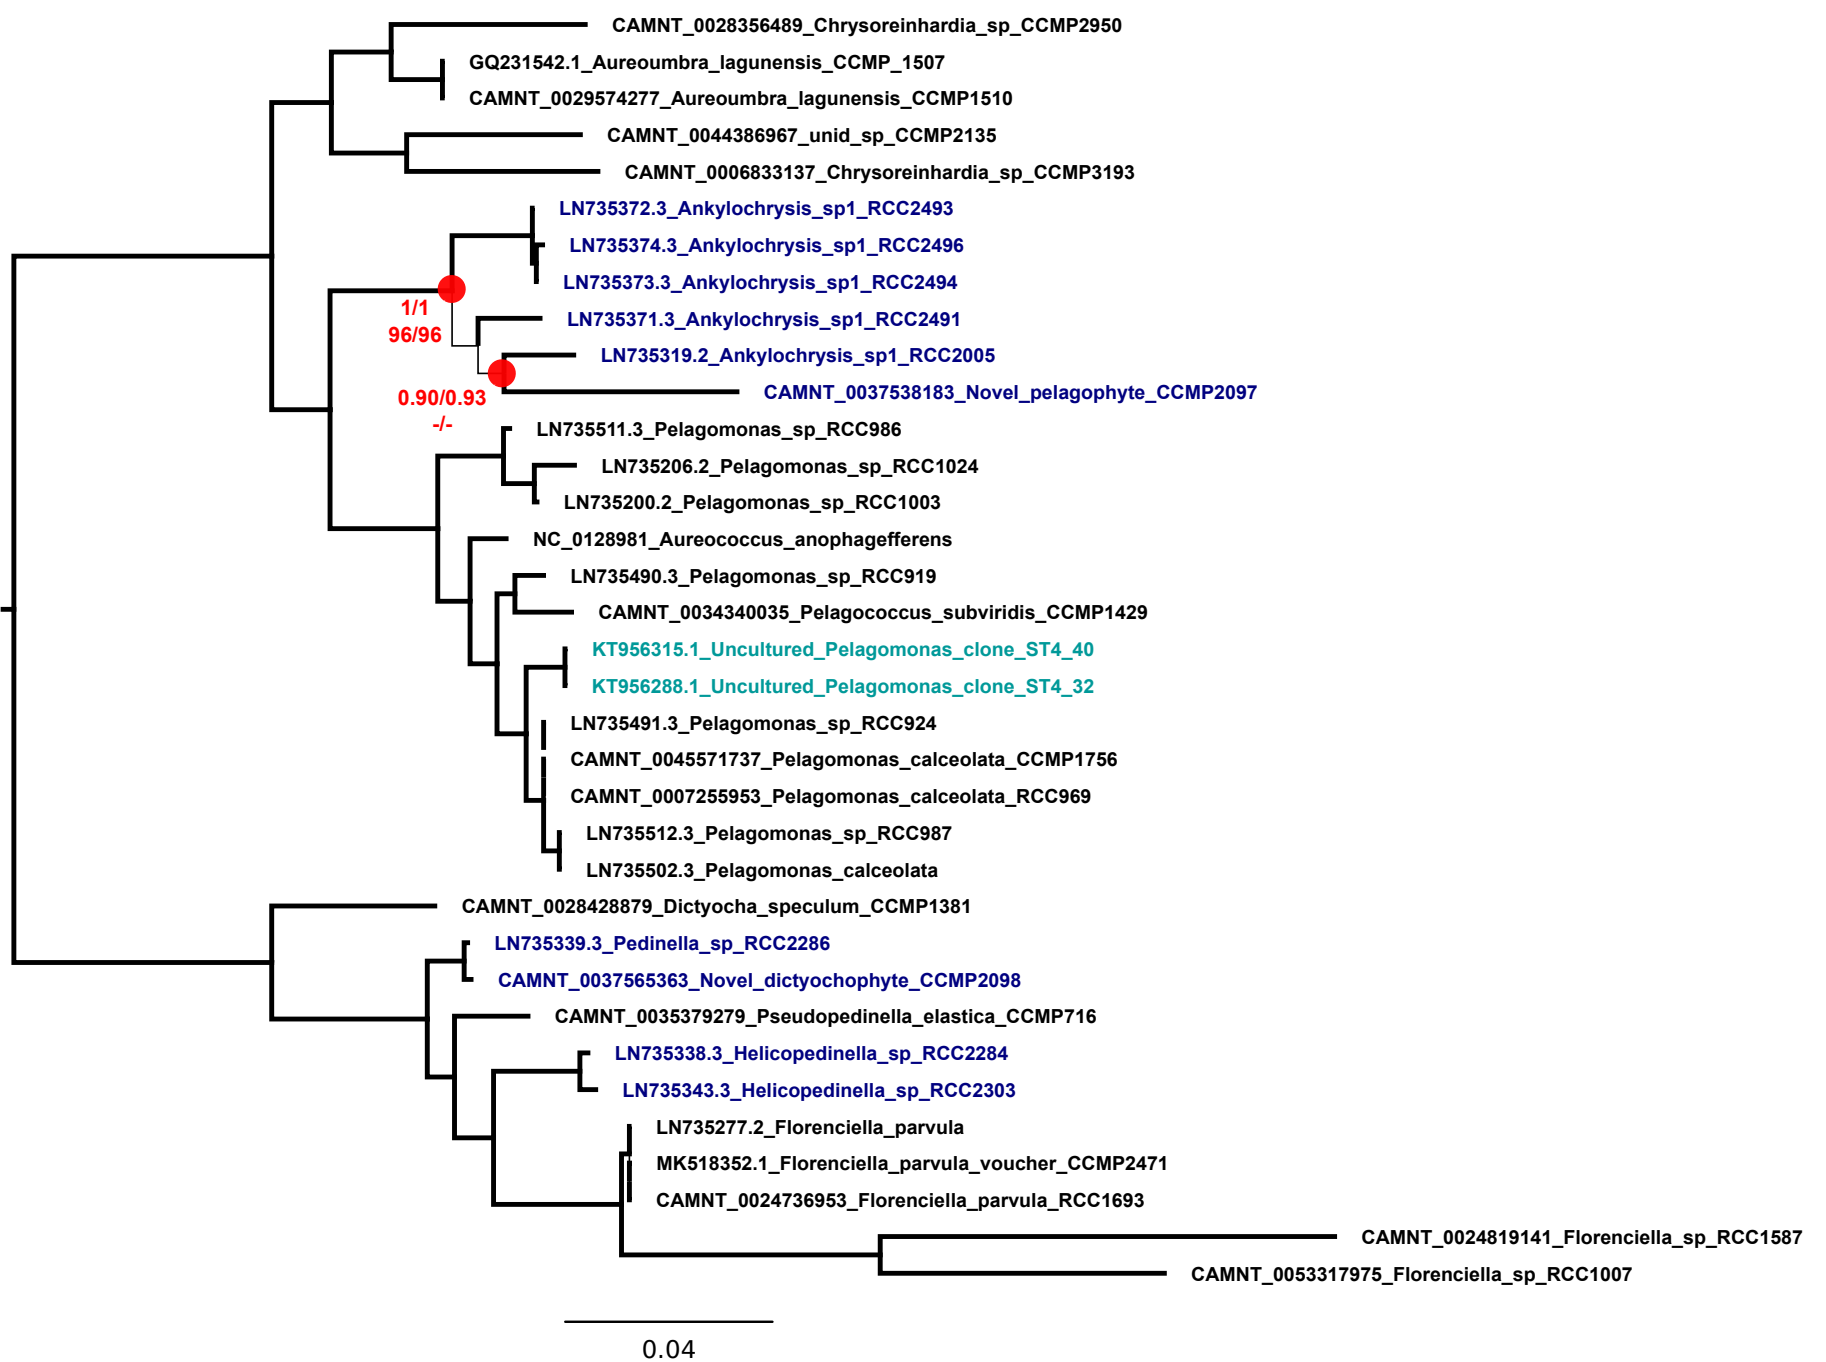 CAMNT_0028356489_Chrysoreinhardia_sp_CCMP2950
GQ231542.1_Aureoumbra_lagunensis_CCMP_1507
CAMNT_0029574277_Aureoumbra_lagunensis_CCMP1510
CAMNT_0044386967_unid_sp_CCMP2135
CAMNT_0006833137_Chrysoreinhardia_sp_CCMP3193
LN735372.3_Ankylochrysis_sp1_RCC2493
LN735374.3_Ankylochrysis_sp1_RCC2496
LN735373.3_Ankylochrysis_sp1_RCC2494
1/1
96/96
LN735371.3_Ankylochrysis_sp1_RCC2491
LN735319.2_Ankylochrysis_sp1_RCC2005
CAMNT_0037538183_Novel_pelagophyte_CCMP2097
0.90/0.93
-/-
LN735511.3_Pelagomonas_sp_RCC986
LN735206.2_Pelagomonas_sp_RCC1024
LN735200.2_Pelagomonas_sp_RCC1003
NC_0128981_Aureococcus_anophagefferens
LN735490.3_Pelagomonas_sp_RCC919
CAMNT_0034340035_Pelagococcus_subviridis_CCMP1429
KT956315.1_Uncultured_Pelagomonas_clone_ST4_40
KT956288.1_Uncultured_Pelagomonas_clone_ST4_32
LN735491.3_Pelagomonas_sp_RCC924
CAMNT_0045571737_Pelagomonas_calceolata_CCMP1756
CAMNT_0007255953_Pelagomonas_calceolata_RCC969
LN735512.3_Pelagomonas_sp_RCC987
LN735502.3_Pelagomonas_calceolata
CAMNT_0028428879_Dictyocha_speculum_CCMP1381
LN735339.3_Pedinella_sp_RCC2286
CAMNT_0037565363_Novel_dictyochophyte_CCMP2098
CAMNT_0035379279_Pseudopedinella_elastica_CCMP716
LN735338.3_Helicopedinella_sp_RCC2284
LN735343.3_Helicopedinella_sp_RCC2303
LN735277.2_Florenciella_parvula
MK518352.1_Florenciella_parvula_voucher_CCMP2471
CAMNT_0024736953_Florenciella_parvula_RCC1693
CAMNT_0024819141_Florenciella_sp_RCC1587
CAMNT_0053317975_Florenciella_sp_RCC1007
0.04